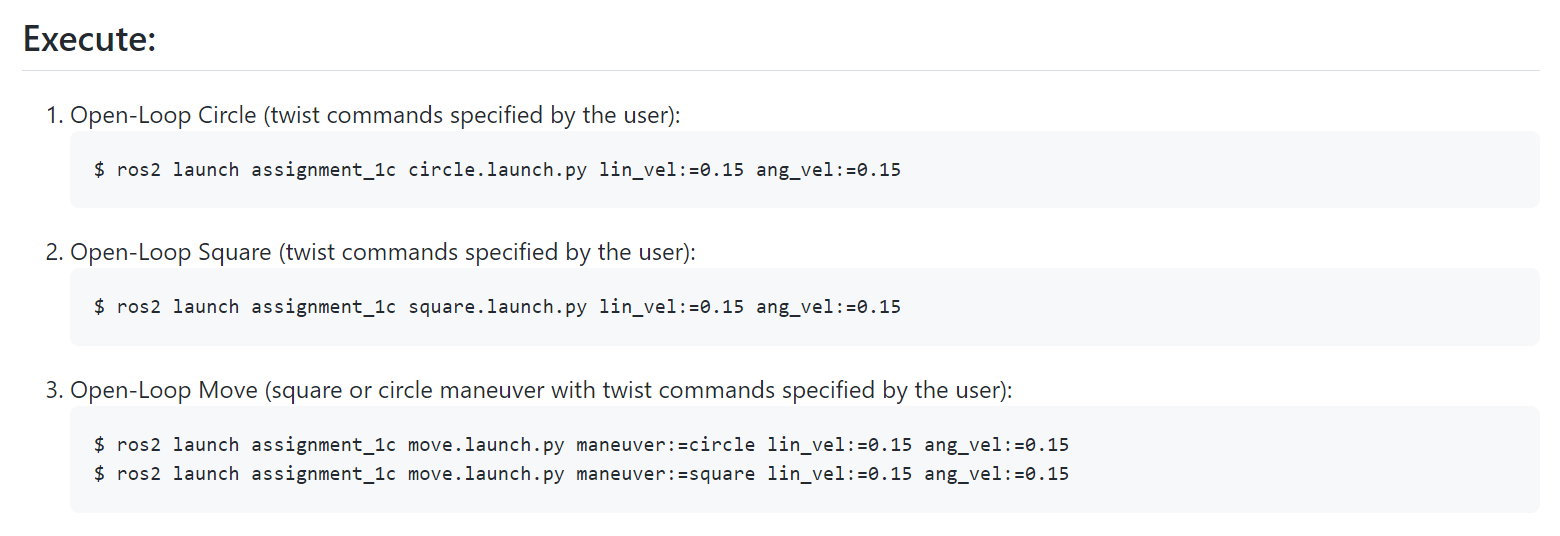 Execute:
1. Open-Loop Circle (twist commands specified by the user):
$ ros2 launch assignment_1c circle.launch.py lin_vel:=0.15 ang_vel:=0.15
2. Open-Loop Square (twist commands specified by the user):
$ ros2 launch assignment_1c square.launch.py lin_vel:=0.15 ang_vel:=0.15
3. Open-Loop Move (square or circle maneuver with twist commands specified by the user):
$ ros2 launch assignment_1c move.launch.py maneuver:=circle lin_vel:=0.15 ang_vel:=0.15
$ ros2 launch assignment_1c move.launch.py maneuver:=square lin_vel:=0.15 ang_vel:=0.15